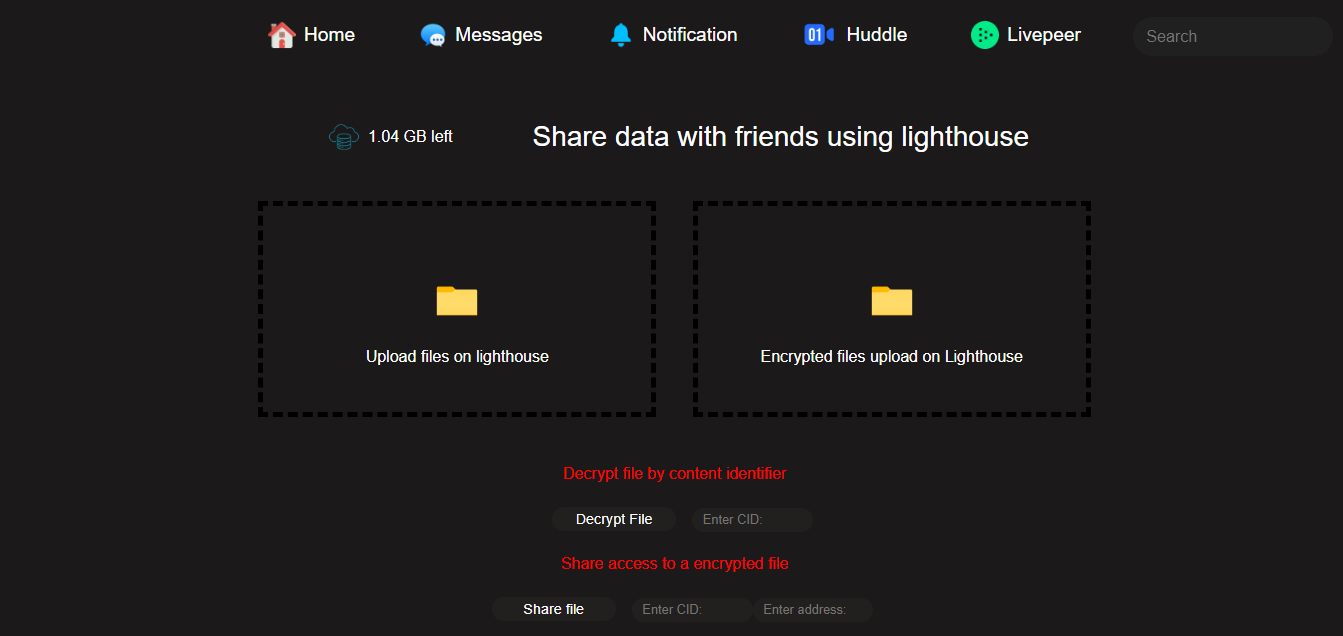 Home Messages Notification 01 Huddle Livepeer Search
1.04 GB left Share data with friends using lighthouse
Upload files on lighthouse Encrypted files upload on Lighthouse
Decrypt file by content identifier
Decrypt File Enter CID:
Share access to a encrypted file
Share file Enter CID: Enter address: